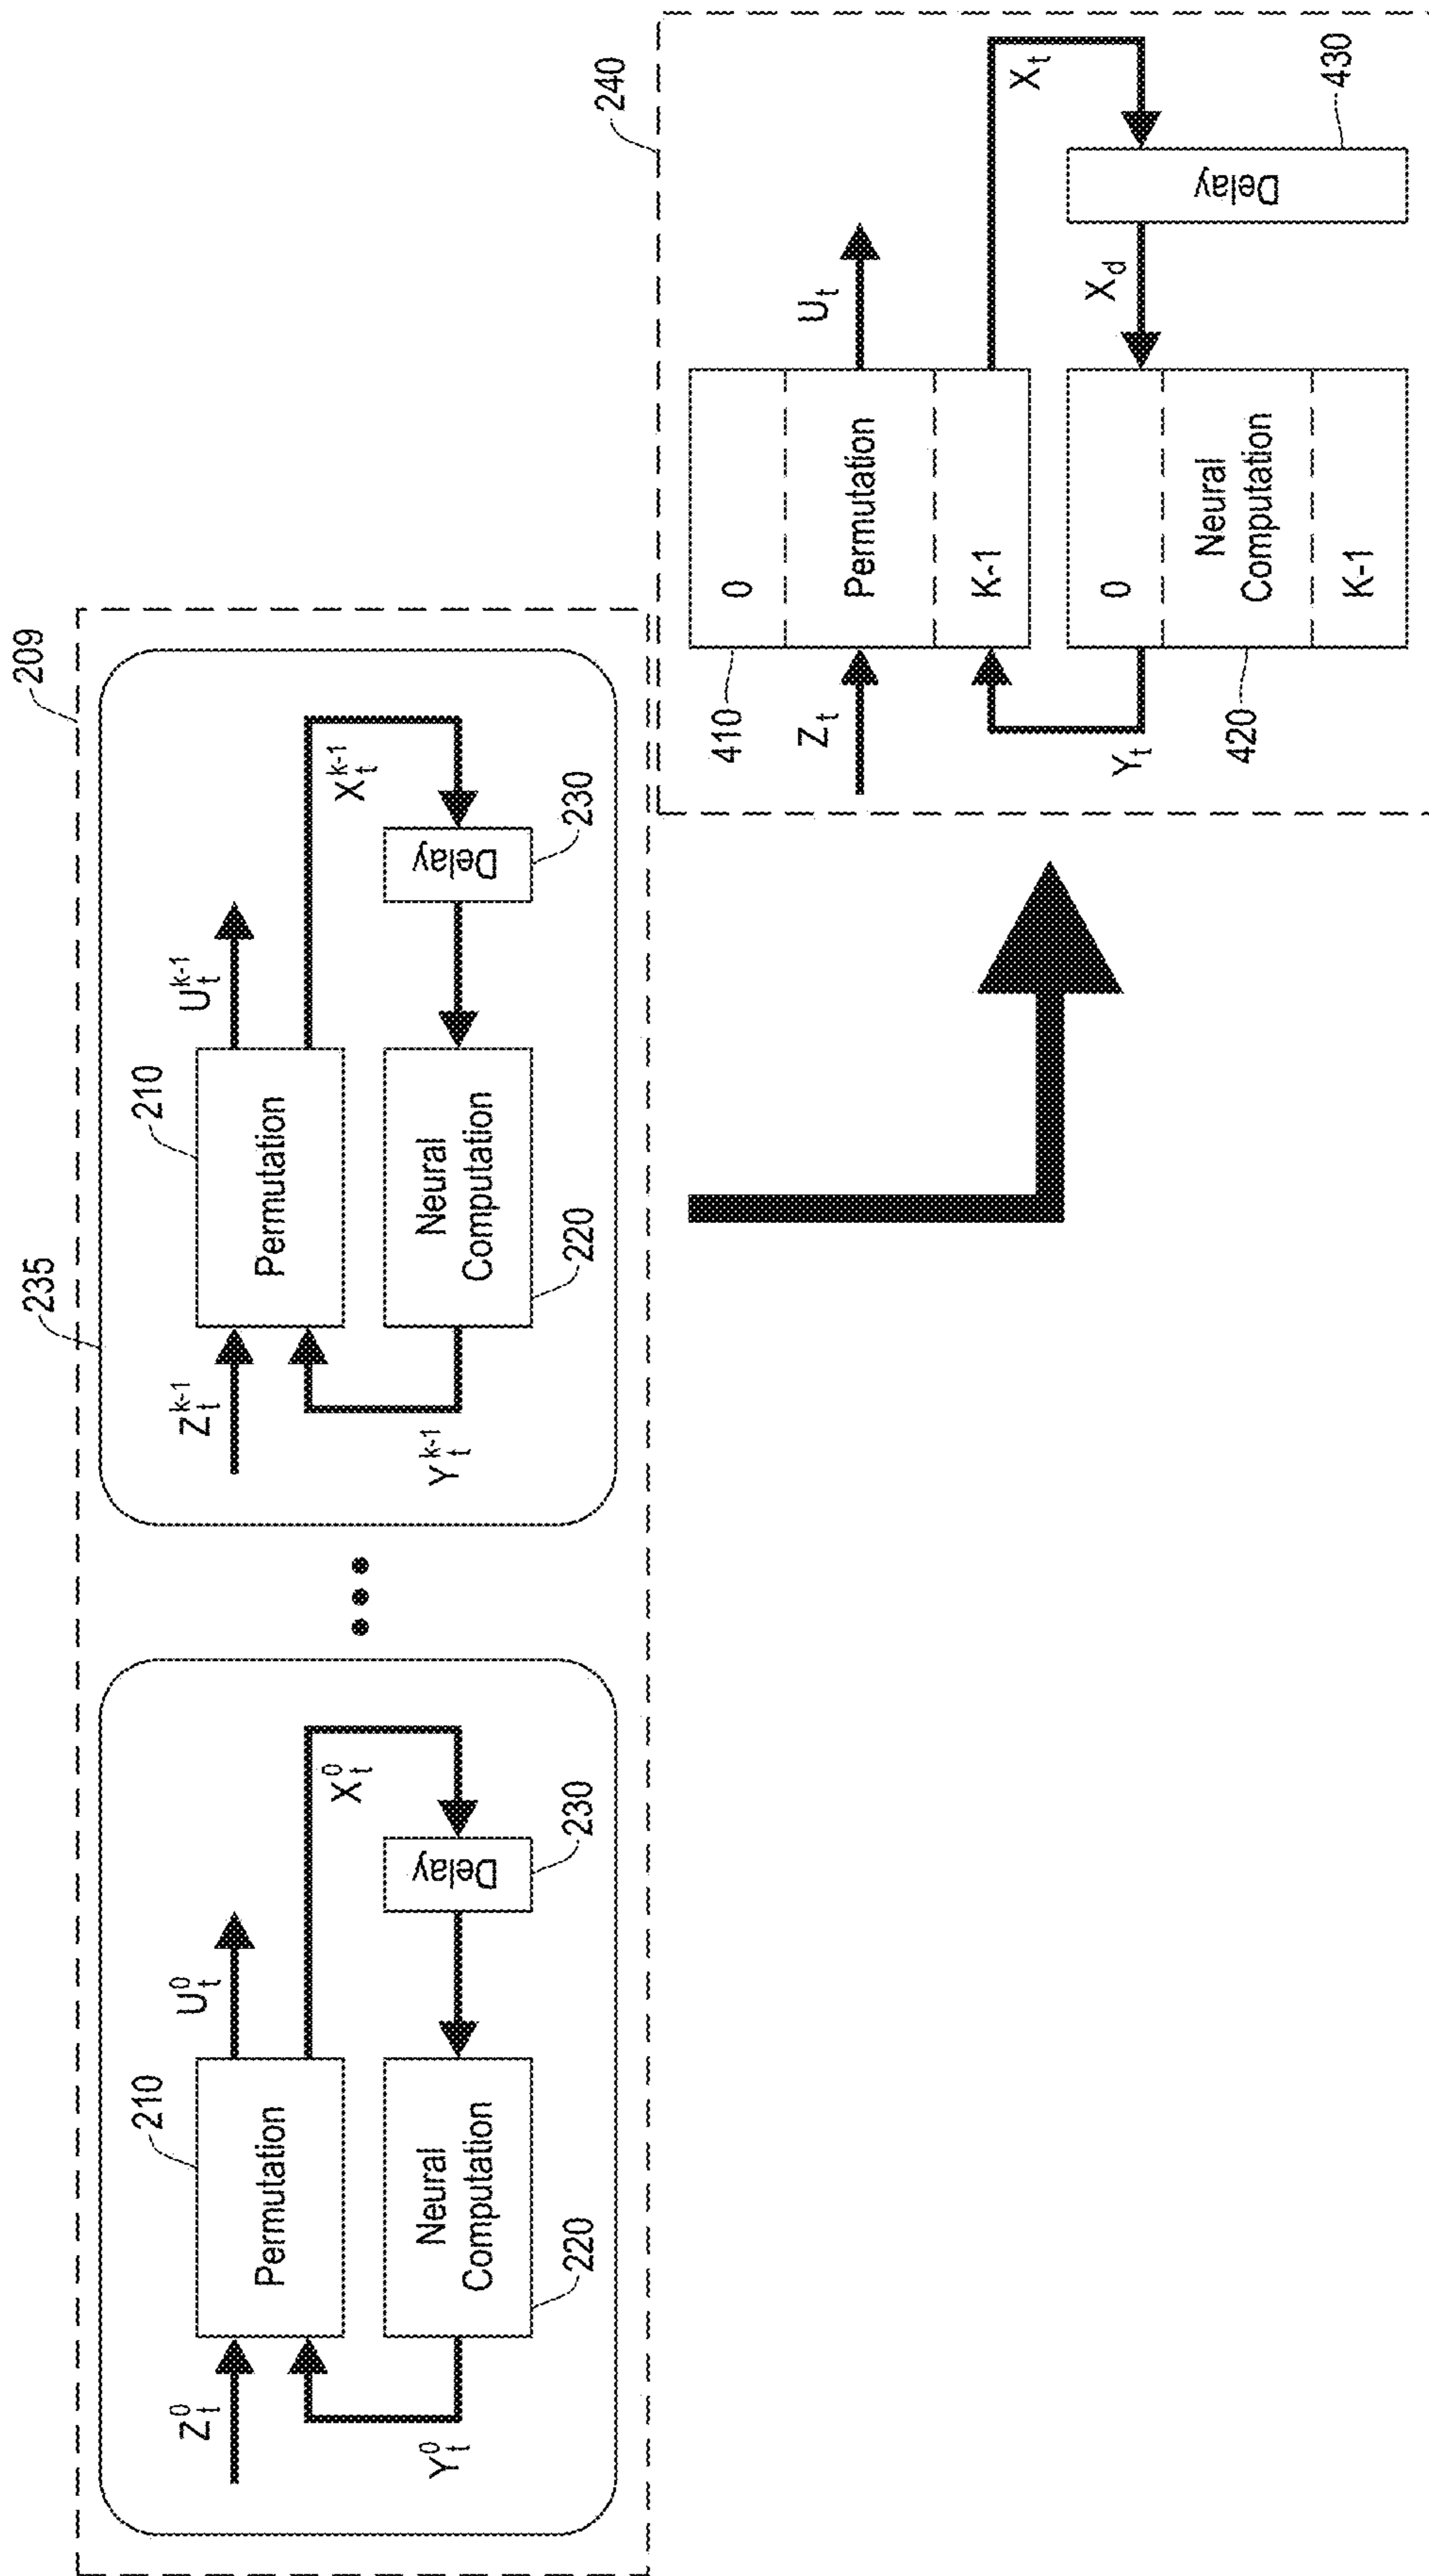 209
235
Z_t^0
210
Permutation
U_t^0
Y_t^0
Neural
Computation
220
Delay
230
X_t^0
Z_t^{k-1}
210
Permutation
U_t^{k-1}
Y_t^{k-1}
Neural
Computation
220
Delay
230
X_t^{k-1}
240
410
Z_t
0
Permutation
K-1
U_t
X_t
Y_t
420
0
Neural
Computation
K-1
X_d
Delay
430